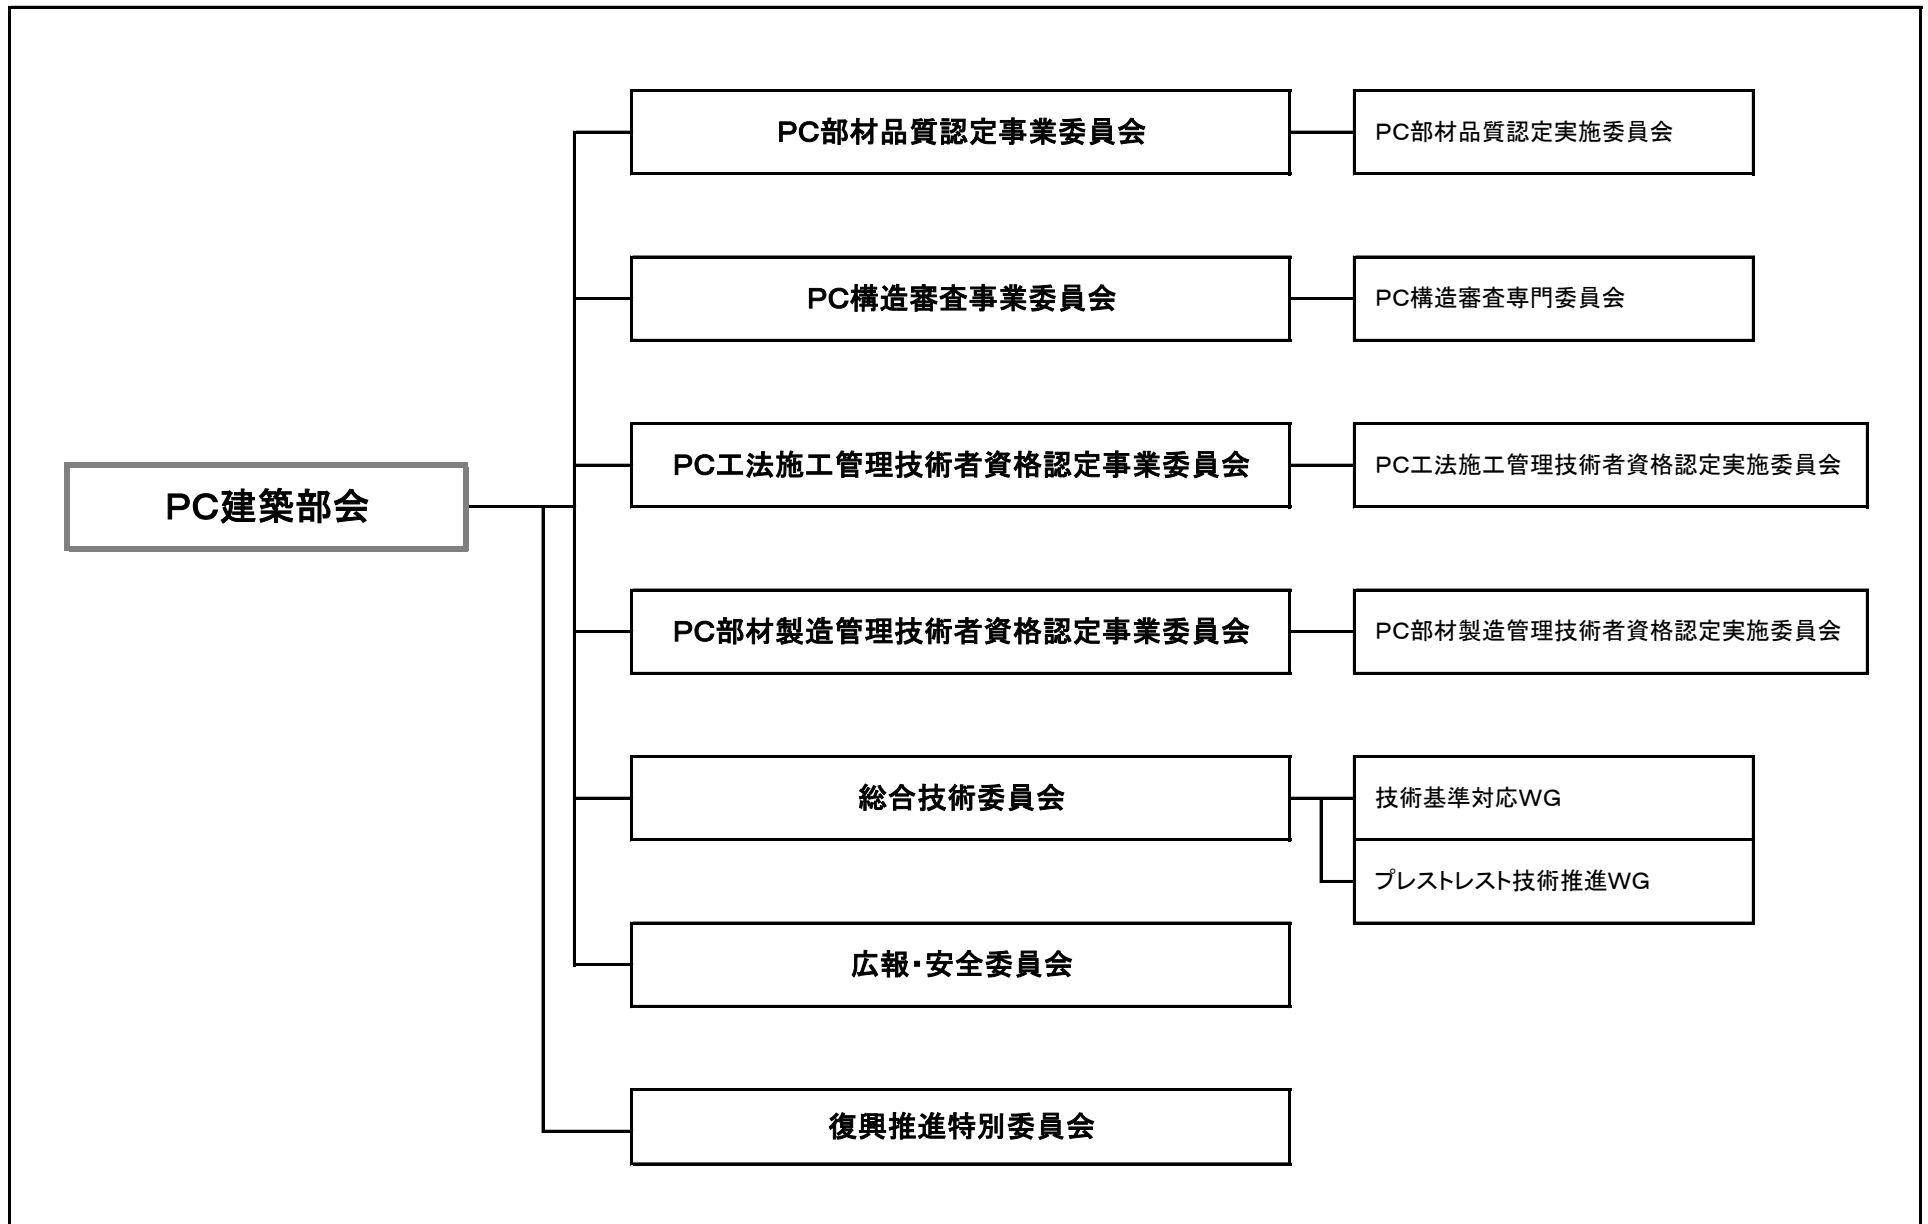 PC部材品質認定事業委員会
PC部材品質認定実施委員会
PC構造審査事業委員会
PC構造審査専門委員会
PC工法施工管理技術者資格認定事業委員会
PC工法施工管理技術者資格認定実施委員会
PC建築部会
PC部材製造管理技術者資格認定事業委員会
PC部材製造管理技術者資格認定実施委員会
総合技術委員会
技術基準対応WG
プレストレスト技術推進WG
広報・安全委員会
復興推進特別委員会